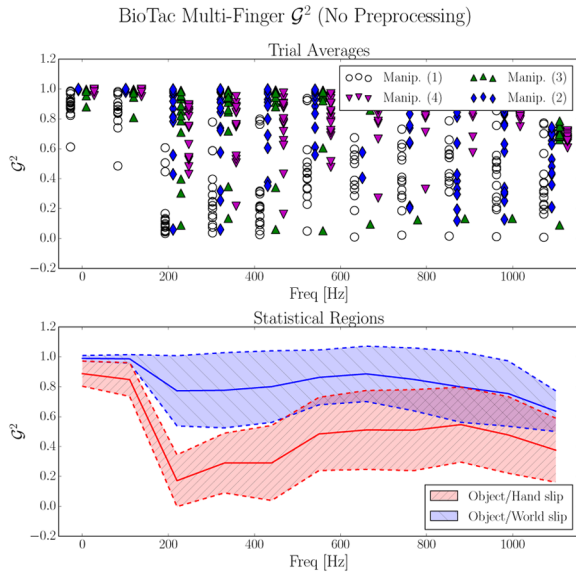 BioTac Multi-Finger 𝒢² (No Preprocessing)
Trial Averages
1.2
1.0
0.8
0.6
0.4
0.2
0.0
−0.2
𝒢²
Manip. (1)
Manip. (4)
Manip. (3)
Manip. (2)
0 200 400 600 800 1000
Freq [Hz]
Statistical Regions
1.2
1.0
0.8
0.6
0.4
0.2
0.0
−0.2
𝒢²
Object/Hand slip
Object/World slip
0 200 400 600 800 1000
Freq [Hz]